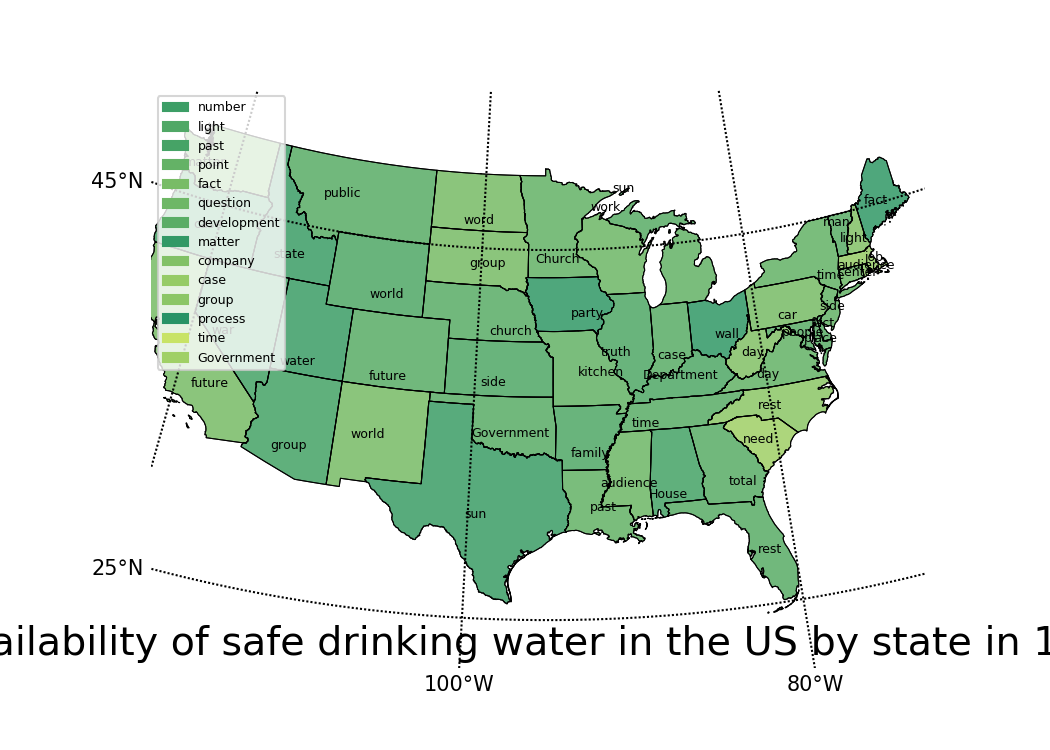 number
light
past
point
fact
question
development
matter
company
case
group
process
time
Government
45°N
25°N
100°W
80°W
public
state
world
water
war
future
future
group
world
word
group
church
side
Government
sun
Church
work
sun
party
truth
kitchen
family
audience
past
case
Department
time
House
wall
day
day
car
rest
need
total
rest
man
light
fact
job
audience
center
time
side
people
place
ailability of safe drinking water in the US by state in 1